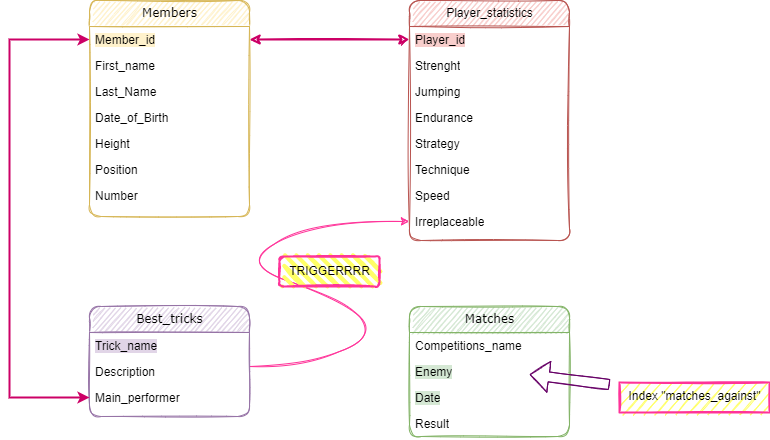 Members
Member_id
First_name
Last_Name
Date_of_Birth
Height
Position
Number
Player_statistics
Player_id
Strenght
Jumping
Endurance
Strategy
Technique
Speed
Irreplaceable
TRIGGERRRR
Best_tricks
Trick_name
Description
Main_performer
Matches
Competitions_name
Enemy
Date
Result
Index "matches_against"